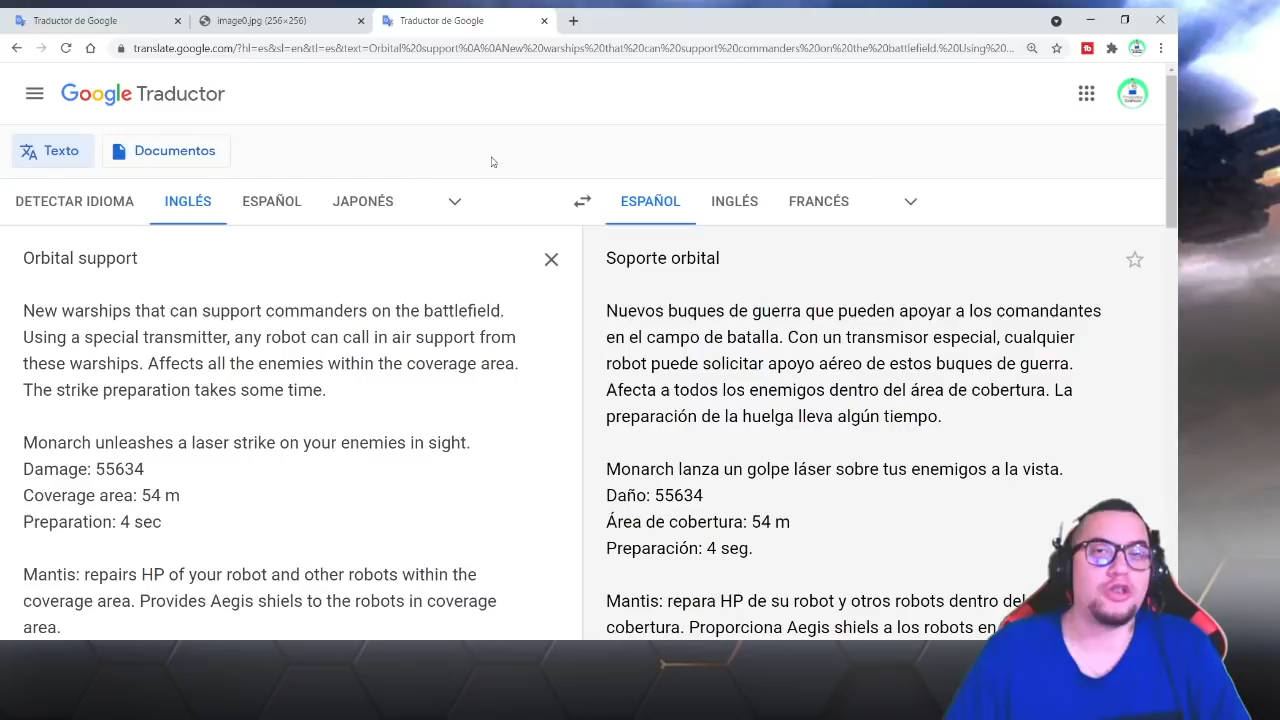 Traductor de Google
image0.jpg (256×256)
Traductor de Google
translate.google.com/?hl=es&sl=en&tl=es&text=Orbital%20support%0A%0ANew%20warships%20that%20can%20support%20commanders%20on%20the%20battlefield.%20Using%20...
Google Traductor
Texto
Documentos
DETECTAR IDIOMA INGLÉS ESPAÑOL JAPONÉS
ESPAÑOL INGLÉS FRANCÉS
Orbital support
New warships that can support commanders on the battlefield.
Using a special transmitter, any robot can call in air support from
these warships. Affects all the enemies within the coverage area.
The strike preparation takes some time.
Monarch unleashes a laser strike on your enemies in sight.
Damage: 55634
Coverage area: 54 m
Preparation: 4 sec
Mantis: repairs HP of your robot and other robots within the
coverage area. Provides Aegis shiels to the robots in coverage
area.
Soporte orbital
Nuevos buques de guerra que pueden apoyar a los comandantes
en el campo de batalla. Con un transmisor especial, cualquier
robot puede solicitar apoyo aéreo de estos buques de guerra.
Afecta a todos los enemigos dentro del área de cobertura. La
preparación de la huelga lleva algún tiempo.
Monarch lanza un golpe láser sobre tus enemigos a la vista.
Daño: 55634
Área de cobertura: 54 m
Preparación: 4 seg.
Mantis: repara HP de su robot y otros robots dentro del
cobertura. Proporciona Aegis shiels a los robots en